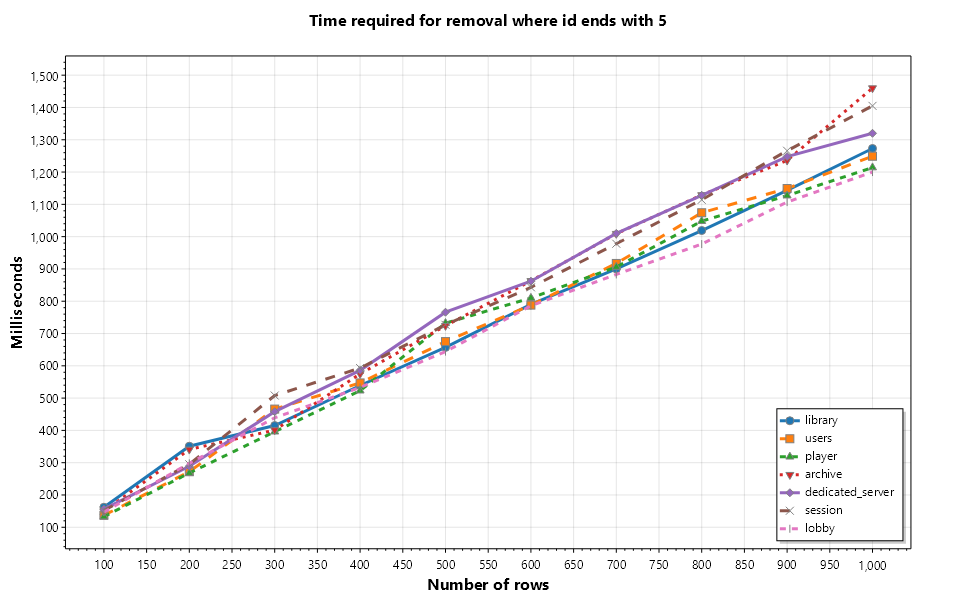 Time required for removal where id ends with 5
Milliseconds
1,500
1,400
1,300
1,200
1,100
1,000
900
800
700
600
500
400
300
200
100
library
users
player
archive
dedicated_server
session
lobby
100 150 200 250 300 350 400 450 500 550 600 650 700 750 800 850 900 950 1,000
Number of rows